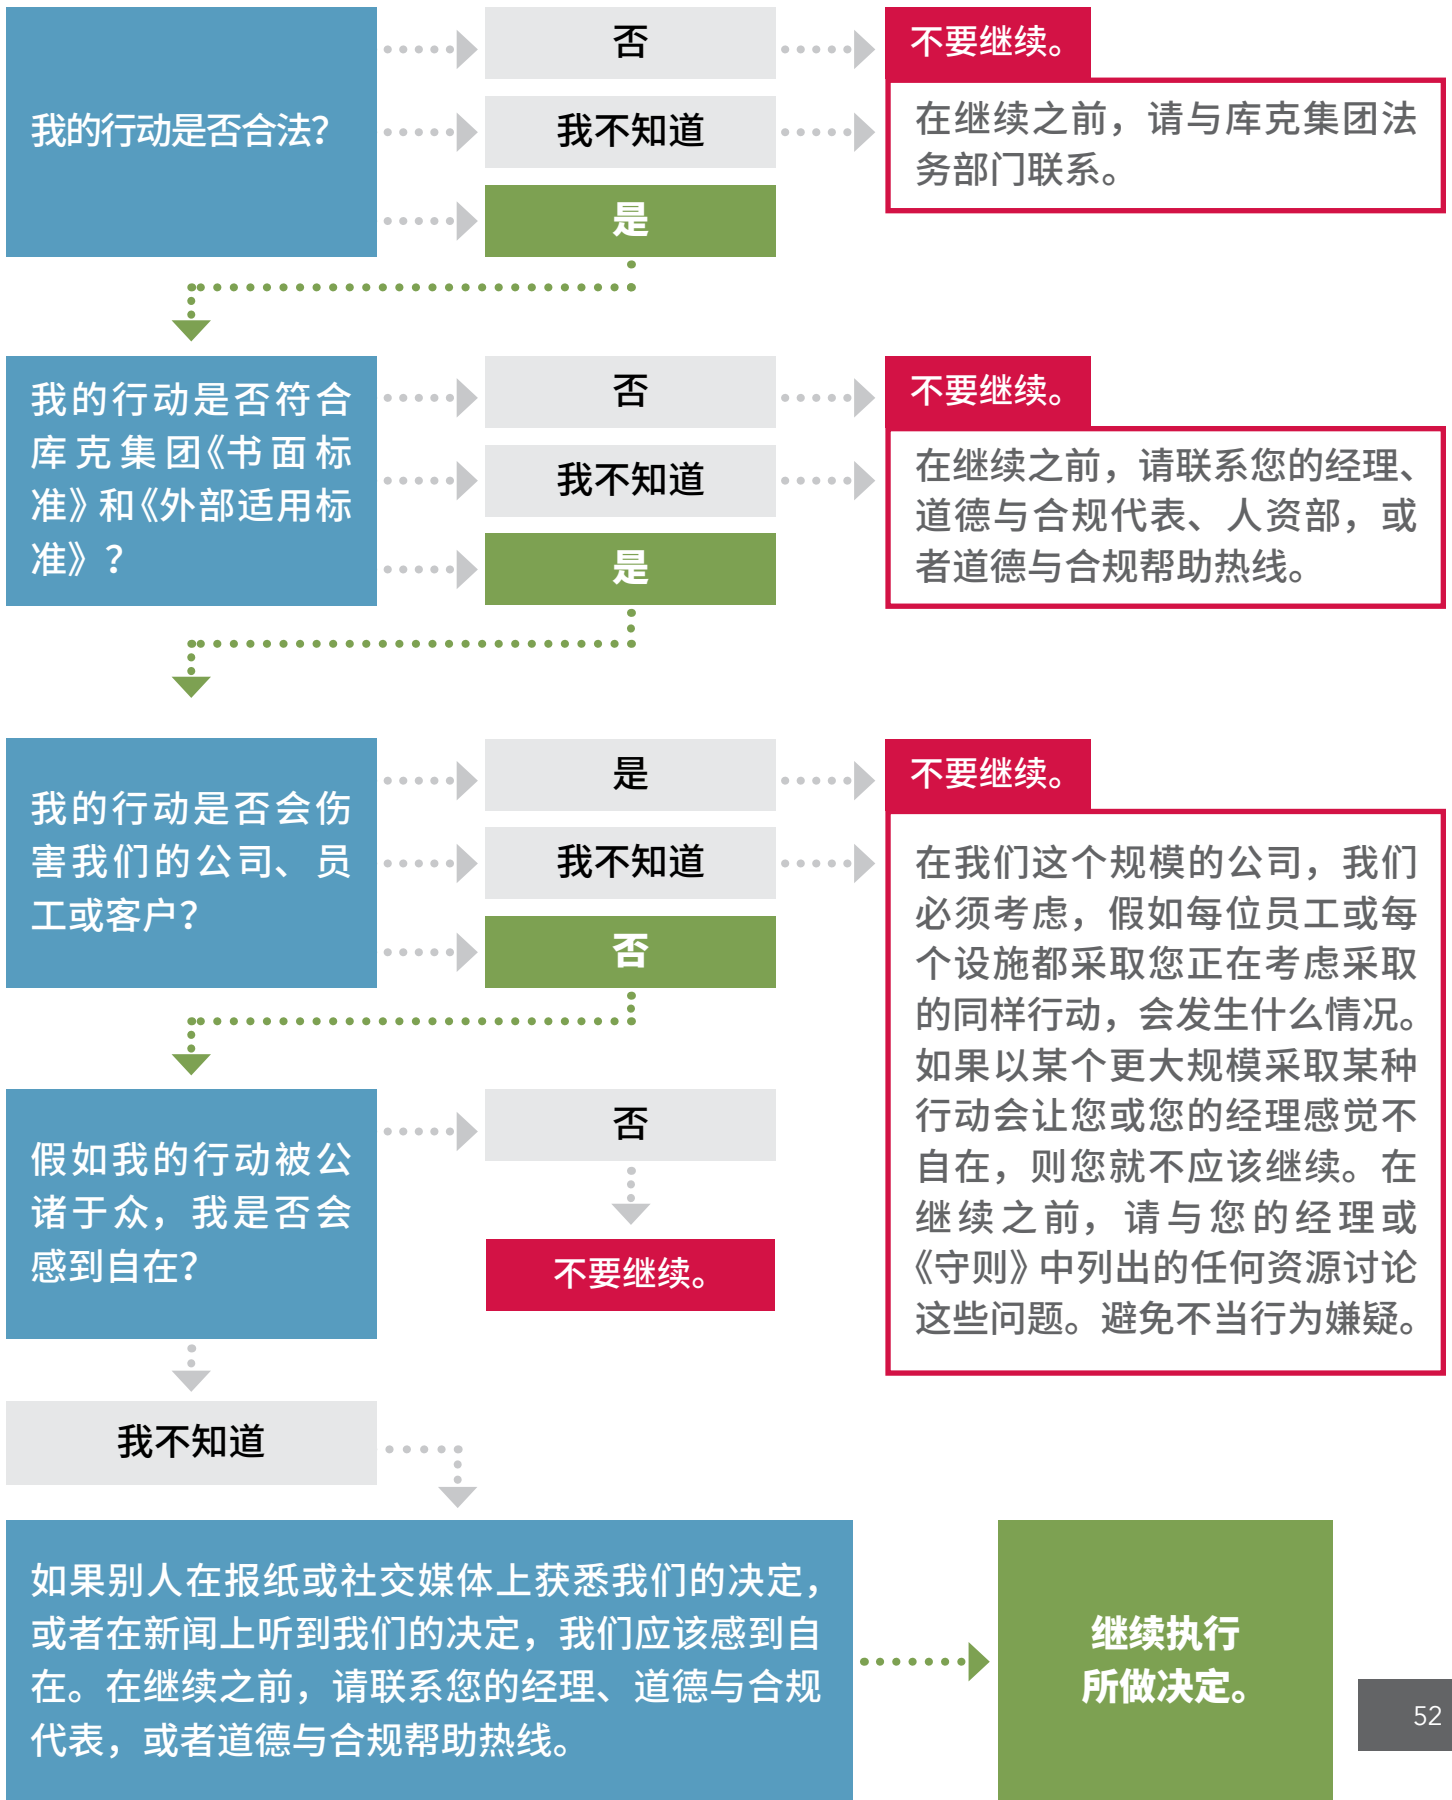 我的行动是否合法？
否
我不知道
是
不要继续。
在继续之前，请与库克集团法
务部门联系。
我的行动是否符合
库克集团《书面标
准》和《外部适用标
准》？
否
我不知道
是
不要继续。
在继续之前，请联系您的经理、
道德与合规代表、人资部，或
者道德与合规帮助热线。
我的行动是否会伤
害我们的公司、员
工或客户？
是
我不知道
否
不要继续。
在我们这个规模的公司，我们
必须考虑，假如每位员工或每
个设施都采取您正在考虑采取
的同样行动，会发生什么情况。
如果以某个更大规模采取某种
行动会让您或您的经理感觉不
自在，则您就不应该继续。在
继续之前，请与您的经理或
《守则》中列出的任何资源讨论
这些问题。避免不当行为嫌疑。
假如我的行动被公
诸于众，我是否会
感到自在？
否
不要继续。
我不知道
如果别人在报纸或社交媒体上获悉我们的决定，
或者在新闻上听到我们的决定，我们应该感到自
在。在继续之前，请联系您的经理、道德与合规
代表，或者道德与合规帮助热线。
继续执行
所做决定。
52